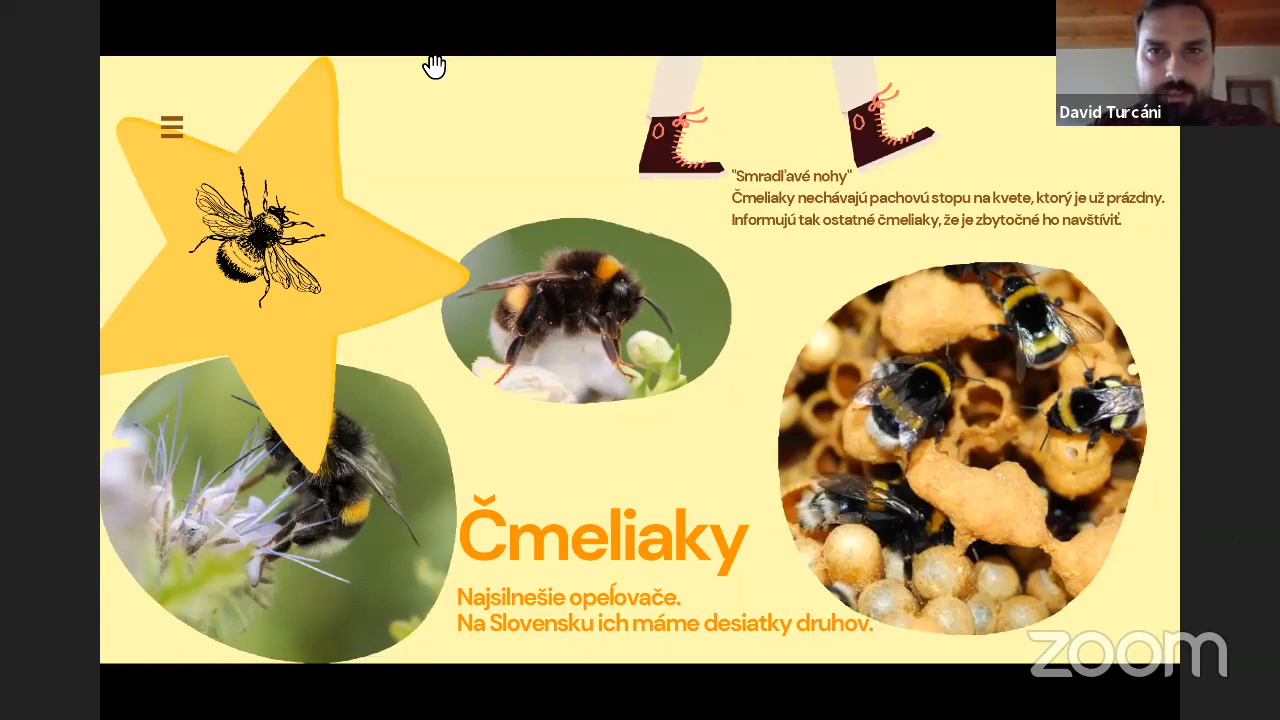 David Turcáni
"Smradľavé nohy"
Čmeliaky nechávajú pachovú stopu na kvete, ktorý je už prázdny.
Informujú tak ostatné čmeliaky, že je zbytočné ho navštíviť.
Čmeliaky
Najsilnešie opeľovače.
Na Slovensku ich máme desiatky druhov.
zoom